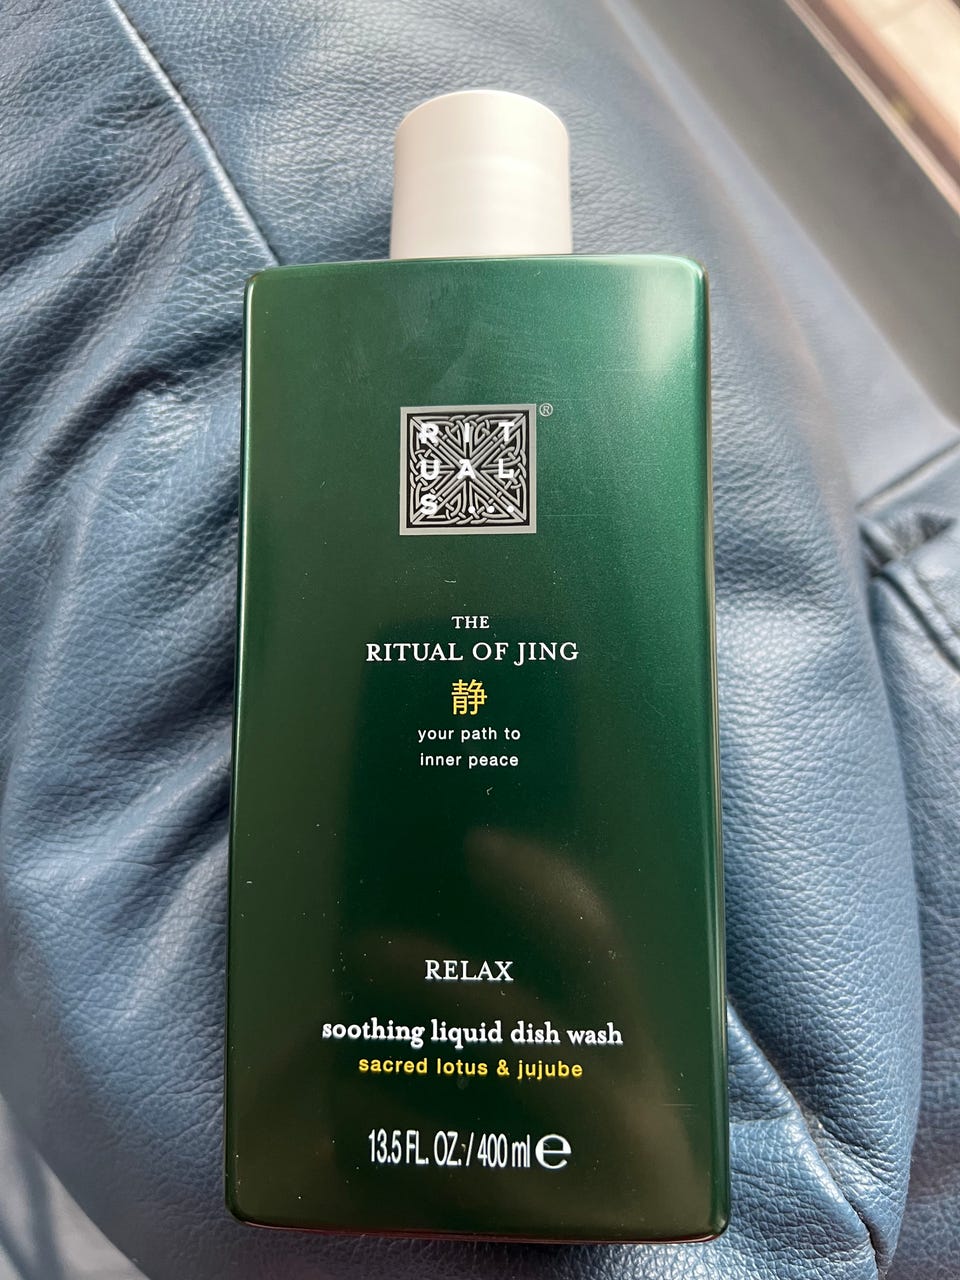 RIT
UAL
S...
®
THE
RITUAL OF JING
静
your path to
inner peace
RELAX
soothing liquid dish wash
sacred lotus & jujube
13.5 FL. OZ. / 400 ml e